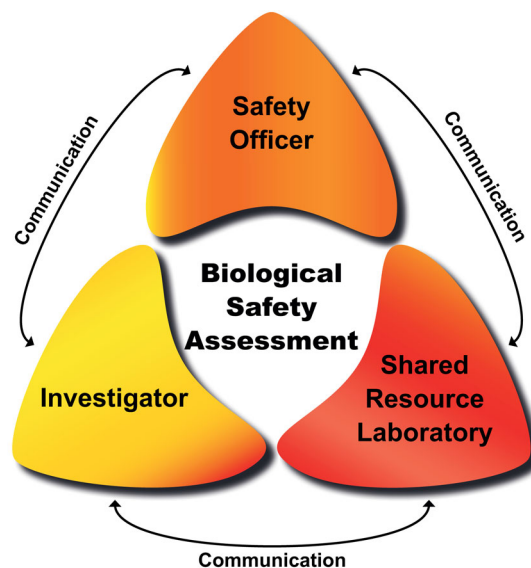 Safety
Officer
Communication
Communication
Biological
Safety
Assessment
Investigator
Shared
Resource
Laboratory
Communication